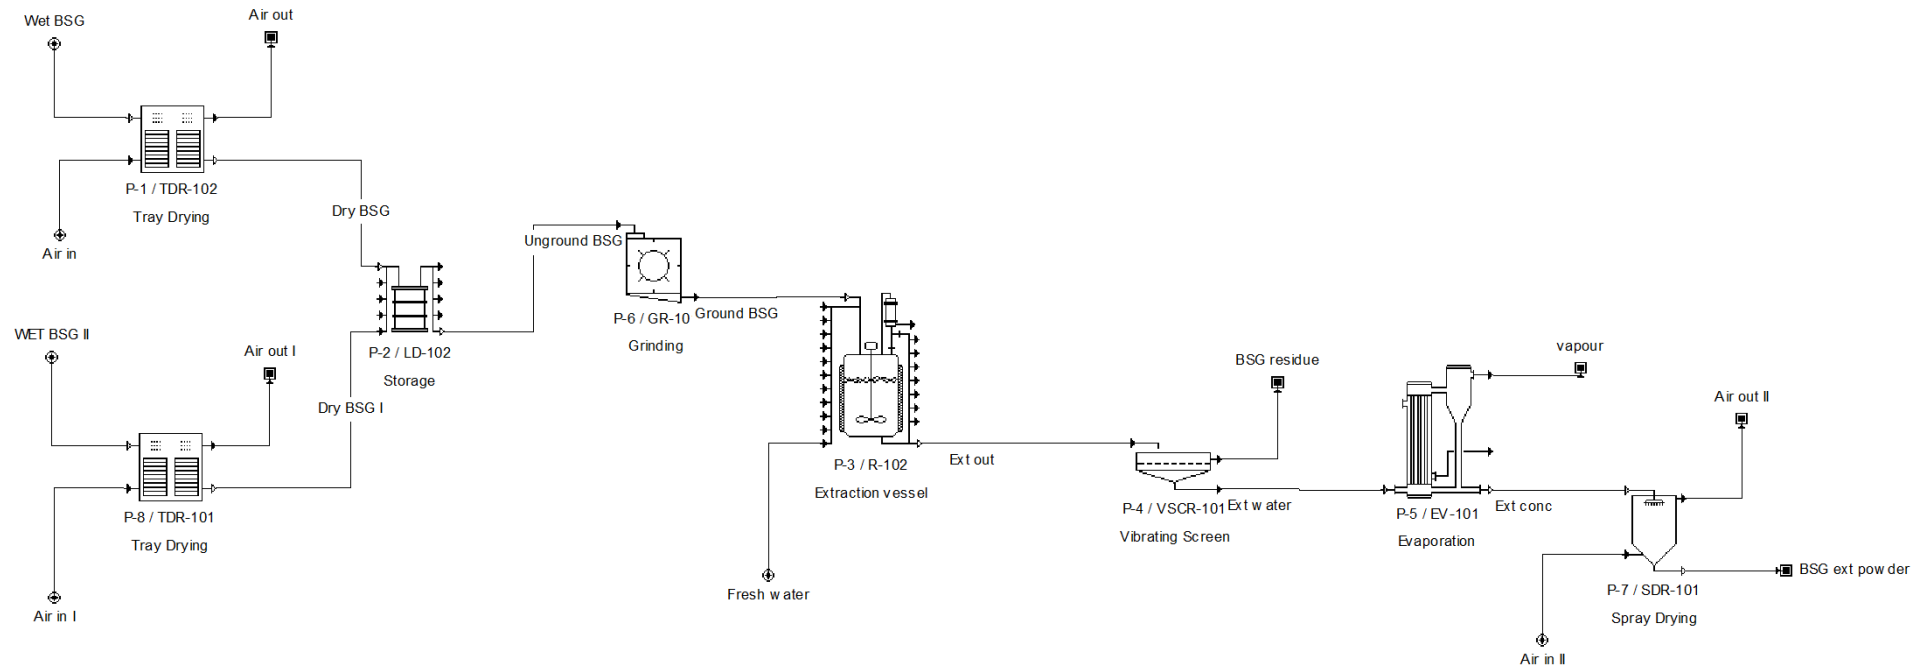 Wet BSG
Air out
P-1 / TDR-102
Tray Drying
Air in
Dry BSG
WET BSG II
Air out I
P-8 / TDR-101
Tray Drying
Air in I
Dry BSG I
P-2 / LD-102
Storage
Unground BSG
P-6 / GR-10
Grinding
Ground BSG
P-3 / R-102
Extraction vessel
Fresh water
Ext out
BSG residue
P-4 / VSCR-101
Vibrating Screen
Ext water
vapour
P-5 / EV-101
Evaporation
Ext conc
Air out II
BSG ext powder
P-7 / SDR-101
Spray Drying
Air in II